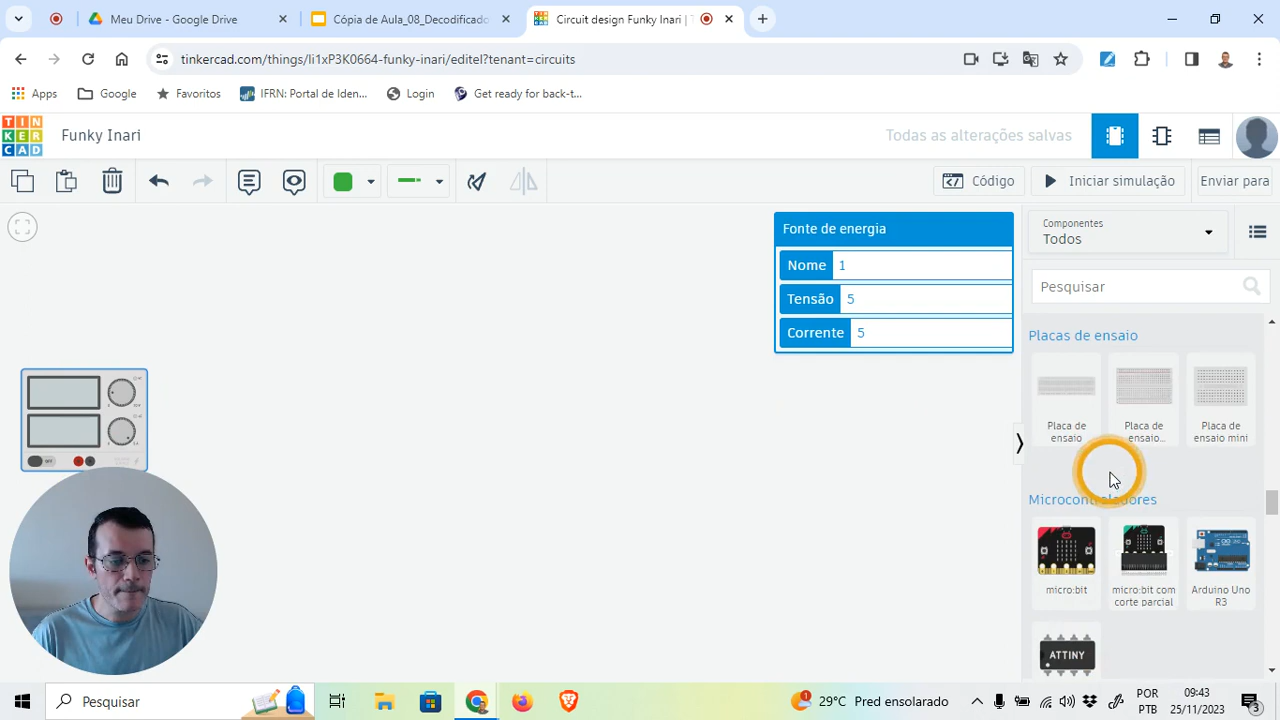 Meu Drive - Google Drive
Cópia de Aula_08_Decodificado
Circuit design Funky Inari | T
tinkercad.com/things/li1xP3K0664-funky-inari/editel?tenant=circuits
Apps
Google
Favoritos
IFRN: Portal de Iden...
Login
Get ready for back-t...
TIN
KER
CAD
Funky Inari
Todas as alterações salvas
Código
Iniciar simulação
Enviar para
Fonte de energia
Nome 1
Tensão 5
Corrente 5
Componentes
Todos
Pesquisar
Placas de ensaio
Placa de
ensaio
Placa de
ensaio...
Placa de
ensaio mini
Microcontroladores
micro:bit
micro:bit com
corte parcial
Arduino Uno
R3
ATTINY
Pesquisar
1
29°C Pred ensolarado
POR
PTB
09:43
25/11/2023
3